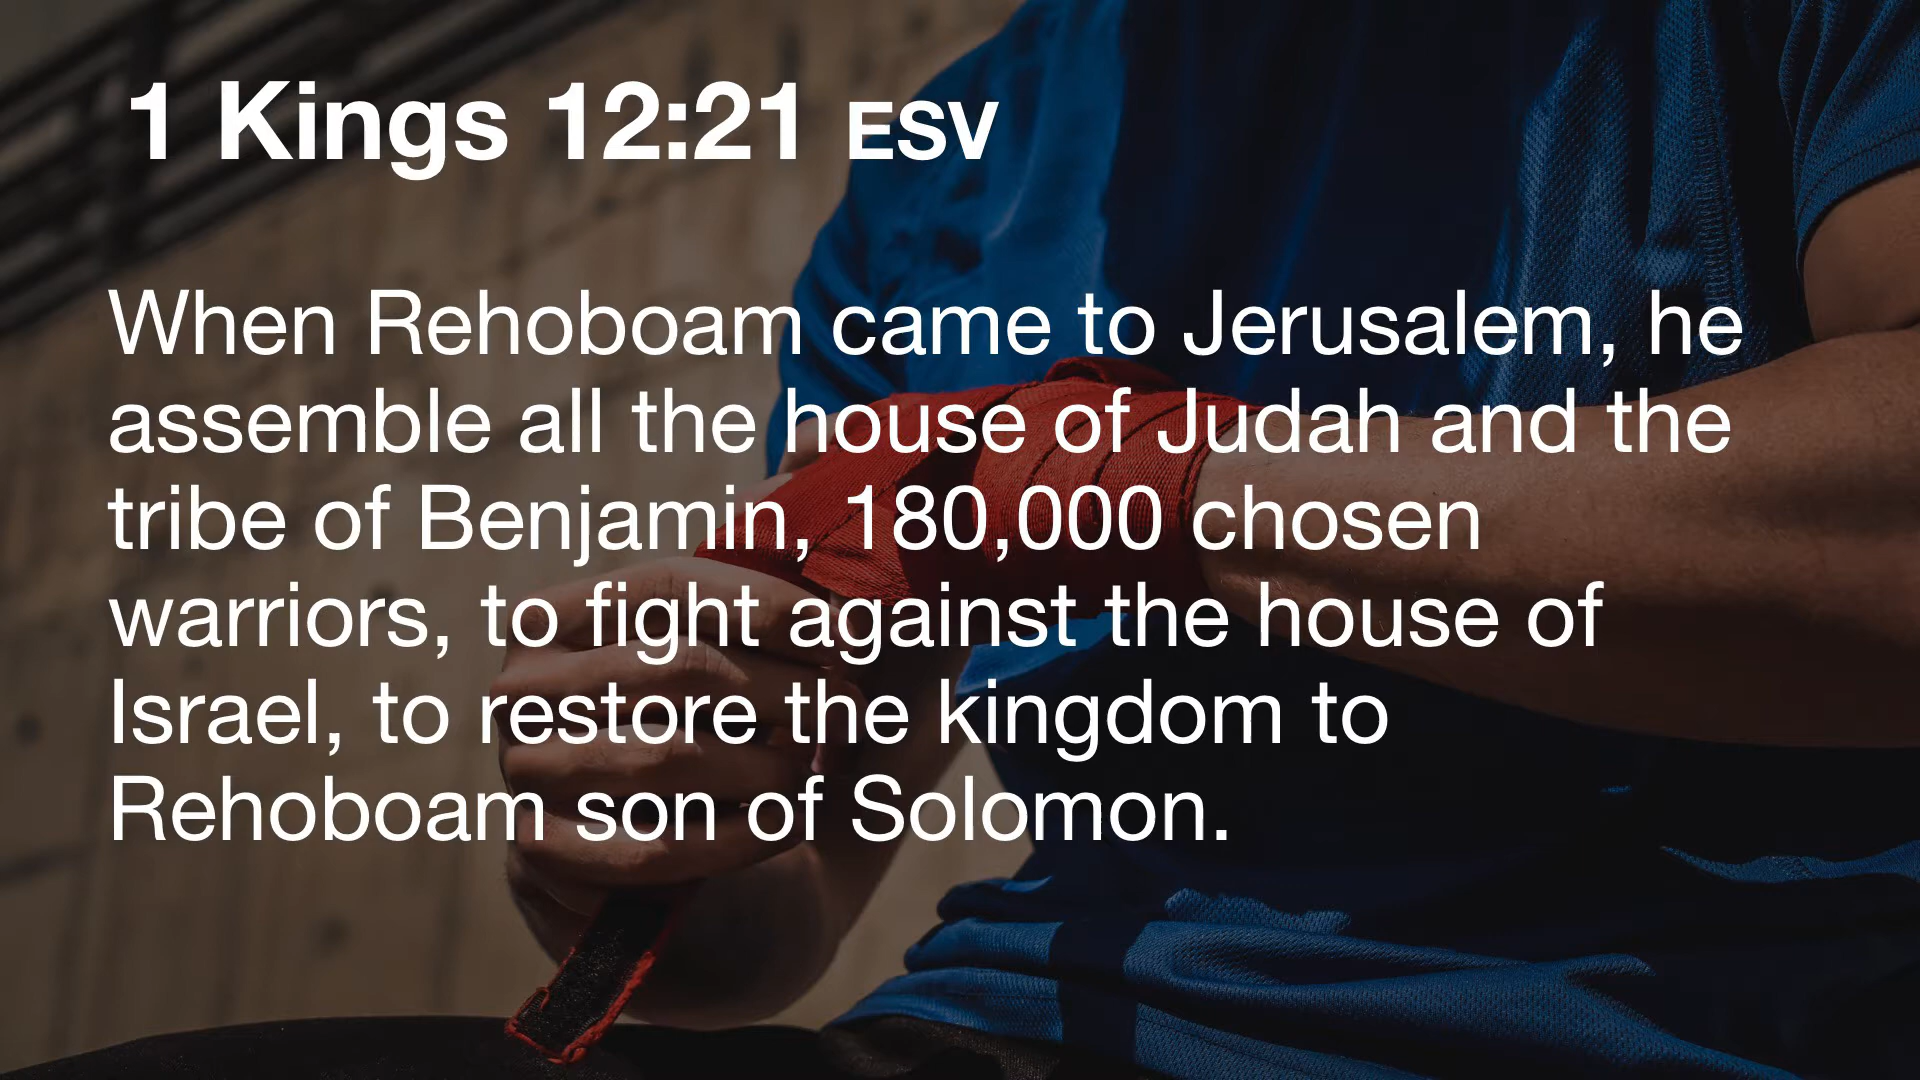 1 Kings 12:21 ESV
When Rehoboam came to Jerusalem, he
assemble all the house of Judah and the
tribe of Benjamin, 180,000 chosen
warriors, to fight against the house of
Israel, to restore the kingdom to
Rehoboam son of Solomon.